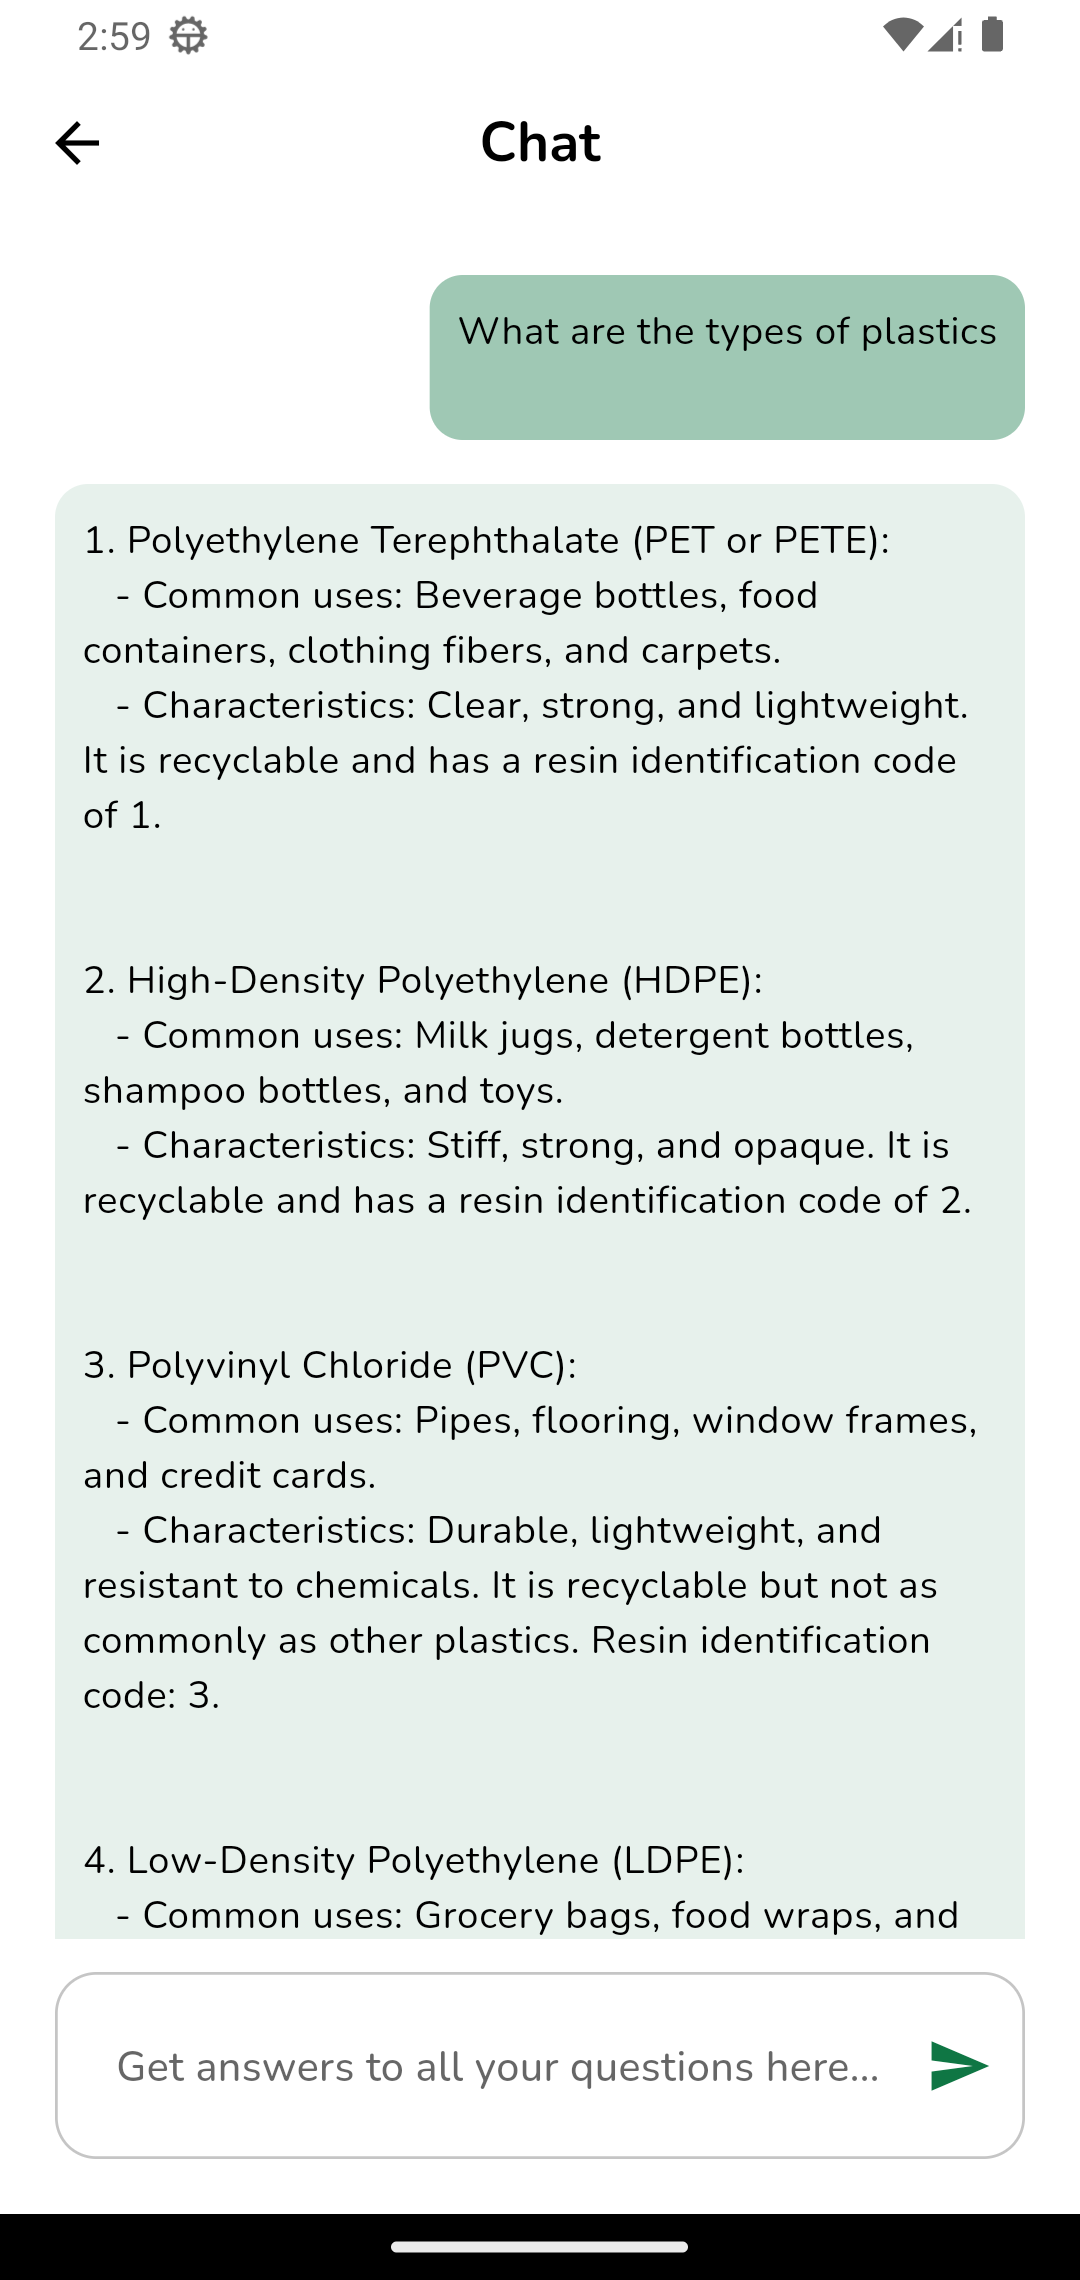 2:59
Chat
What are the types of plastics
1. Polyethylene Terephthalate (PET or PETE):
- Common uses: Beverage bottles, food
containers, clothing fibers, and carpets.
- Characteristics: Clear, strong, and lightweight.
It is recyclable and has a resin identification code
of 1.
2. High-Density Polyethylene (HDPE):
- Common uses: Milk jugs, detergent bottles,
shampoo bottles, and toys.
- Characteristics: Stiff, strong, and opaque. It is
recyclable and has a resin identification code of 2.
3. Polyvinyl Chloride (PVC):
- Common uses: Pipes, flooring, window frames,
and credit cards.
- Characteristics: Durable, lightweight, and
resistant to chemicals. It is recyclable but not as
commonly as other plastics. Resin identification
code: 3.
4. Low-Density Polyethylene (LDPE):
- Common uses: Grocery bags, food wraps, and
Get answers to all your questions here...